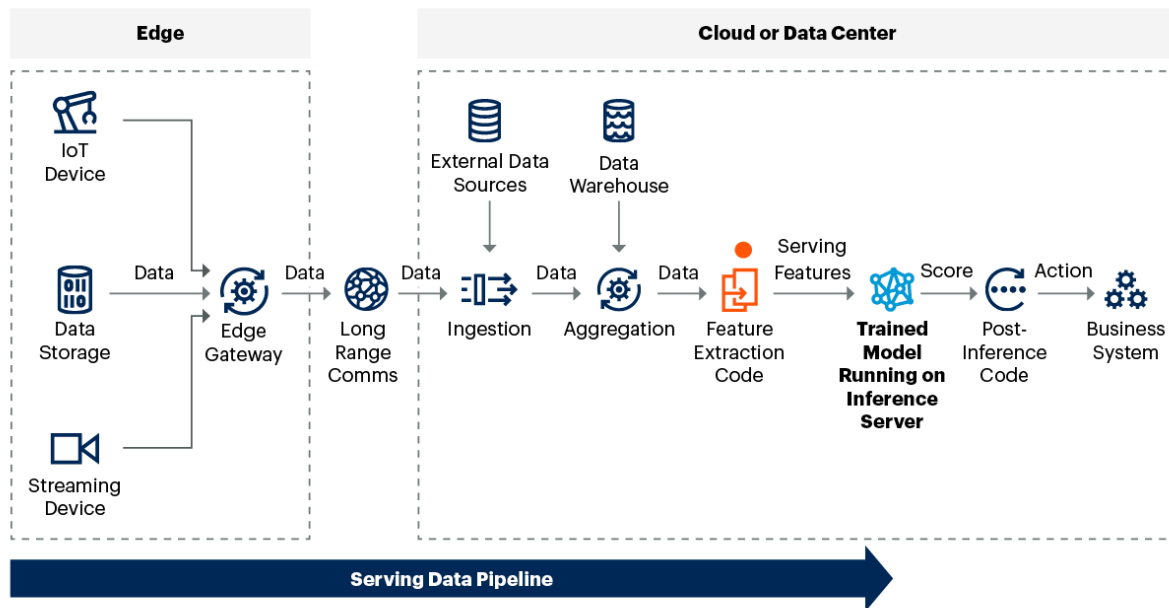 Edge
Cloud or Data Center
IoT
Device
External Data
Sources
Data
Warehouse
Data
Storage
Data
Edge
Gateway
Data
Long
Range
Comms
Data
Ingestion
Data
Aggregation
Data
Feature
Extraction
Code
Serving
Features
Trained
Model
Running on
Inference
Server
Score
Post-
Inference
Code
Action
Business
System
Streaming
Device
Serving Data Pipeline